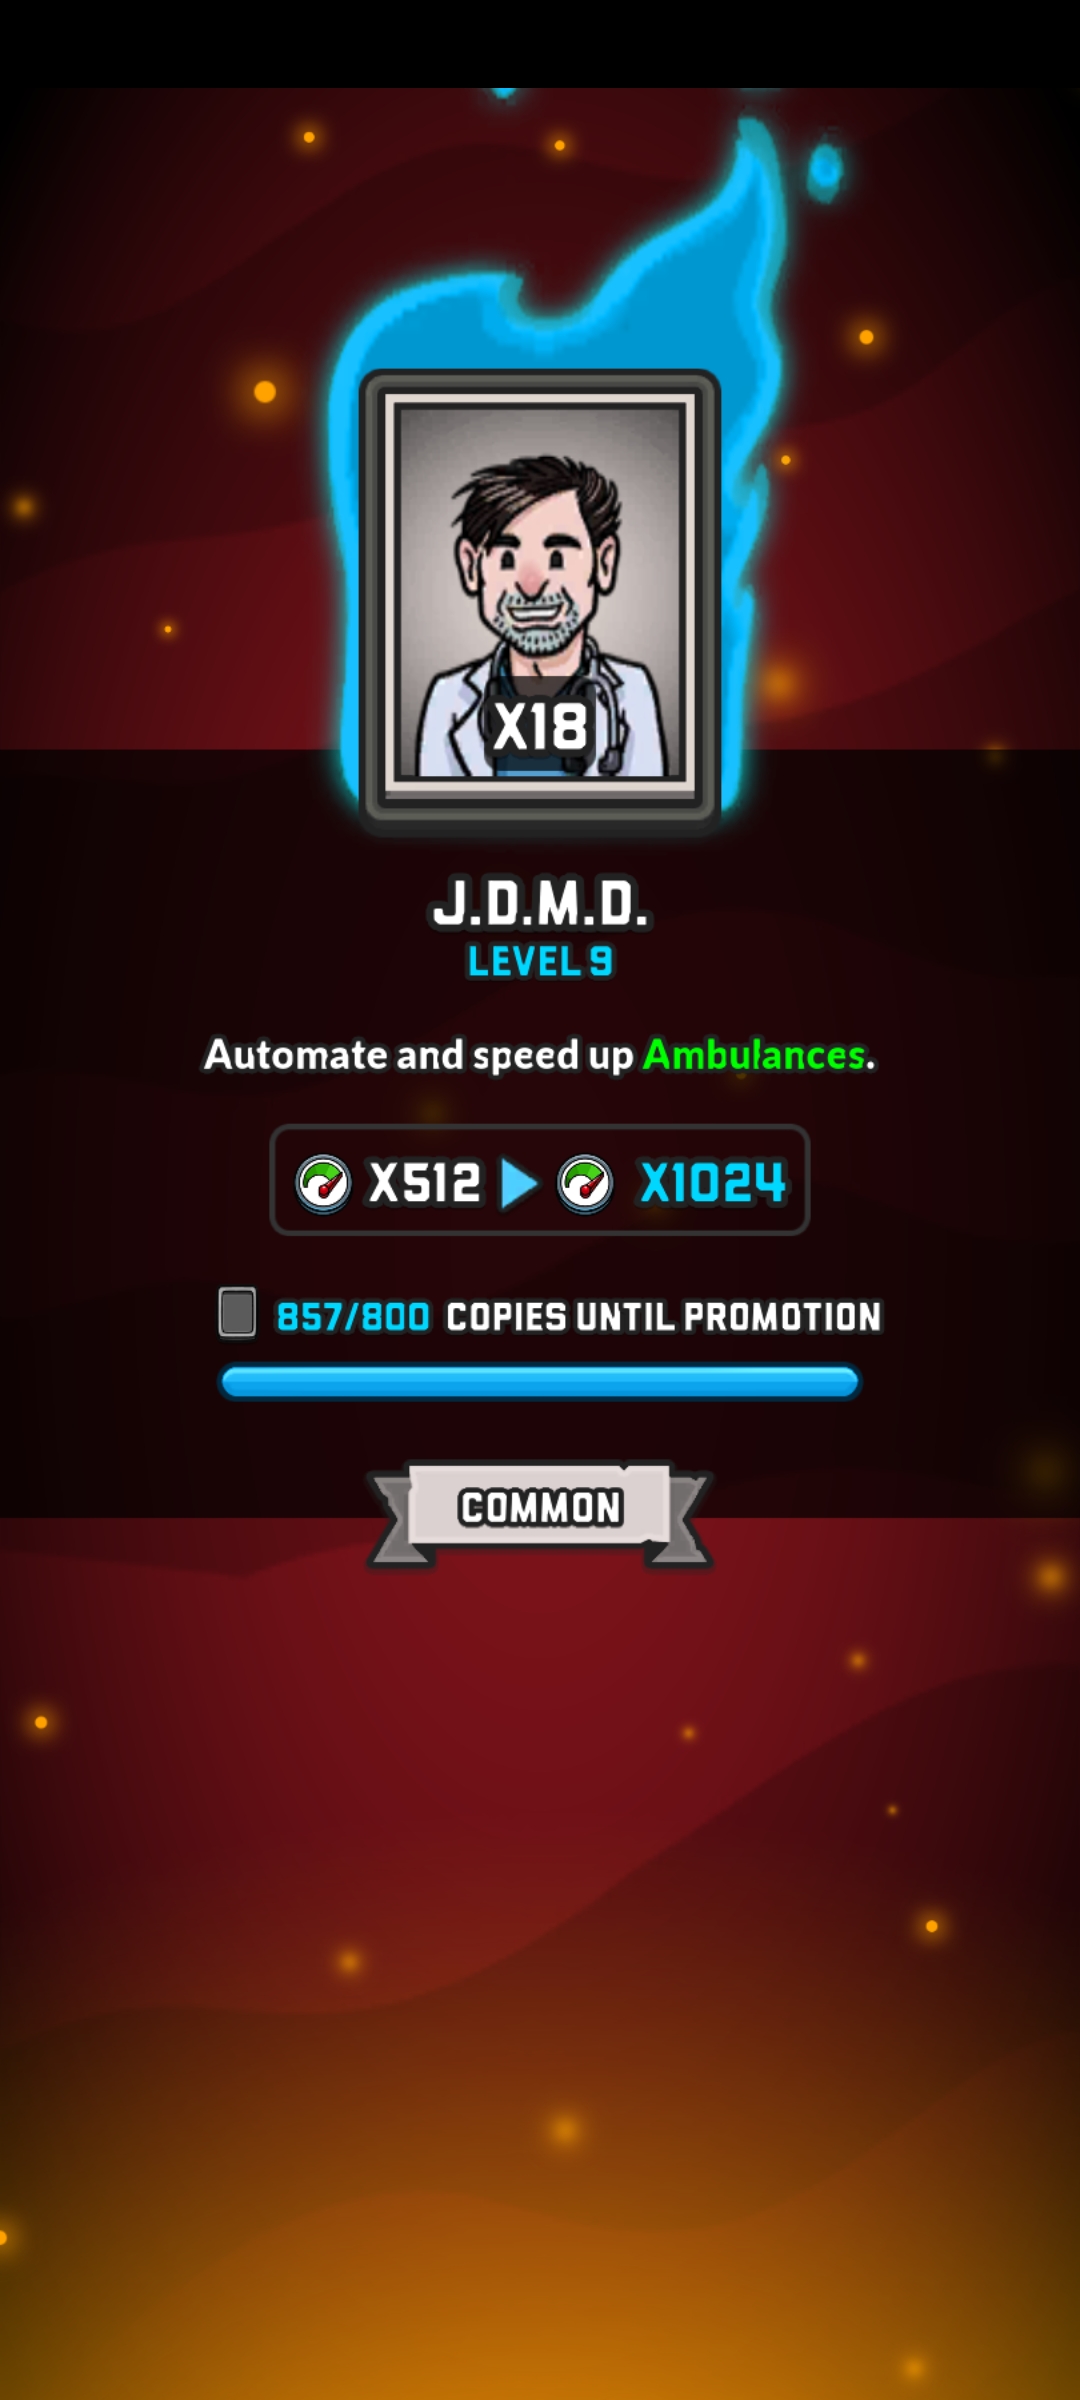 X18
J.D.M.D.
LEVEL 9
Automate and speed up Ambulances.
X512 X1024
857/800 COPIES UNTIL PROMOTION
COMMON